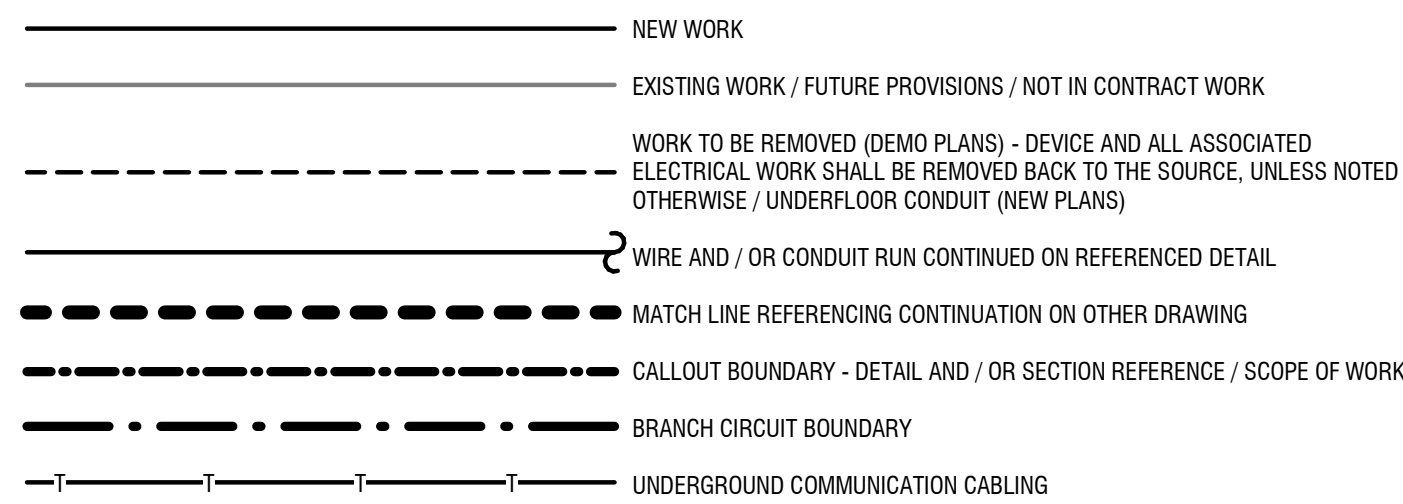 NEW WORK
EXISTING WORK / FUTURE PROVISIONS / NOT IN CONTRACT WORK
WORK TO BE REMOVED (DEMO PLANS) - DEVICE AND ALL ASSOCIATED
ELECTRICAL WORK SHALL BE REMOVED BACK TO THE SOURCE, UNLESS NOTED
OTHERWISE / UNDERFLOOR CONDUIT (NEW PLANS)
WIRE AND / OR CONDUIT RUN CONTINUED ON REFERENCED DETAIL
MATCH LINE REFERENCING CONTINUATION ON OTHER DRAWING
CALLOUT BOUNDARY - DETAIL AND / OR SECTION REFERENCE / SCOPE OF WORK
BRANCH CIRCUIT BOUNDARY
T T T T UNDERGROUND COMMUNICATION CABLING